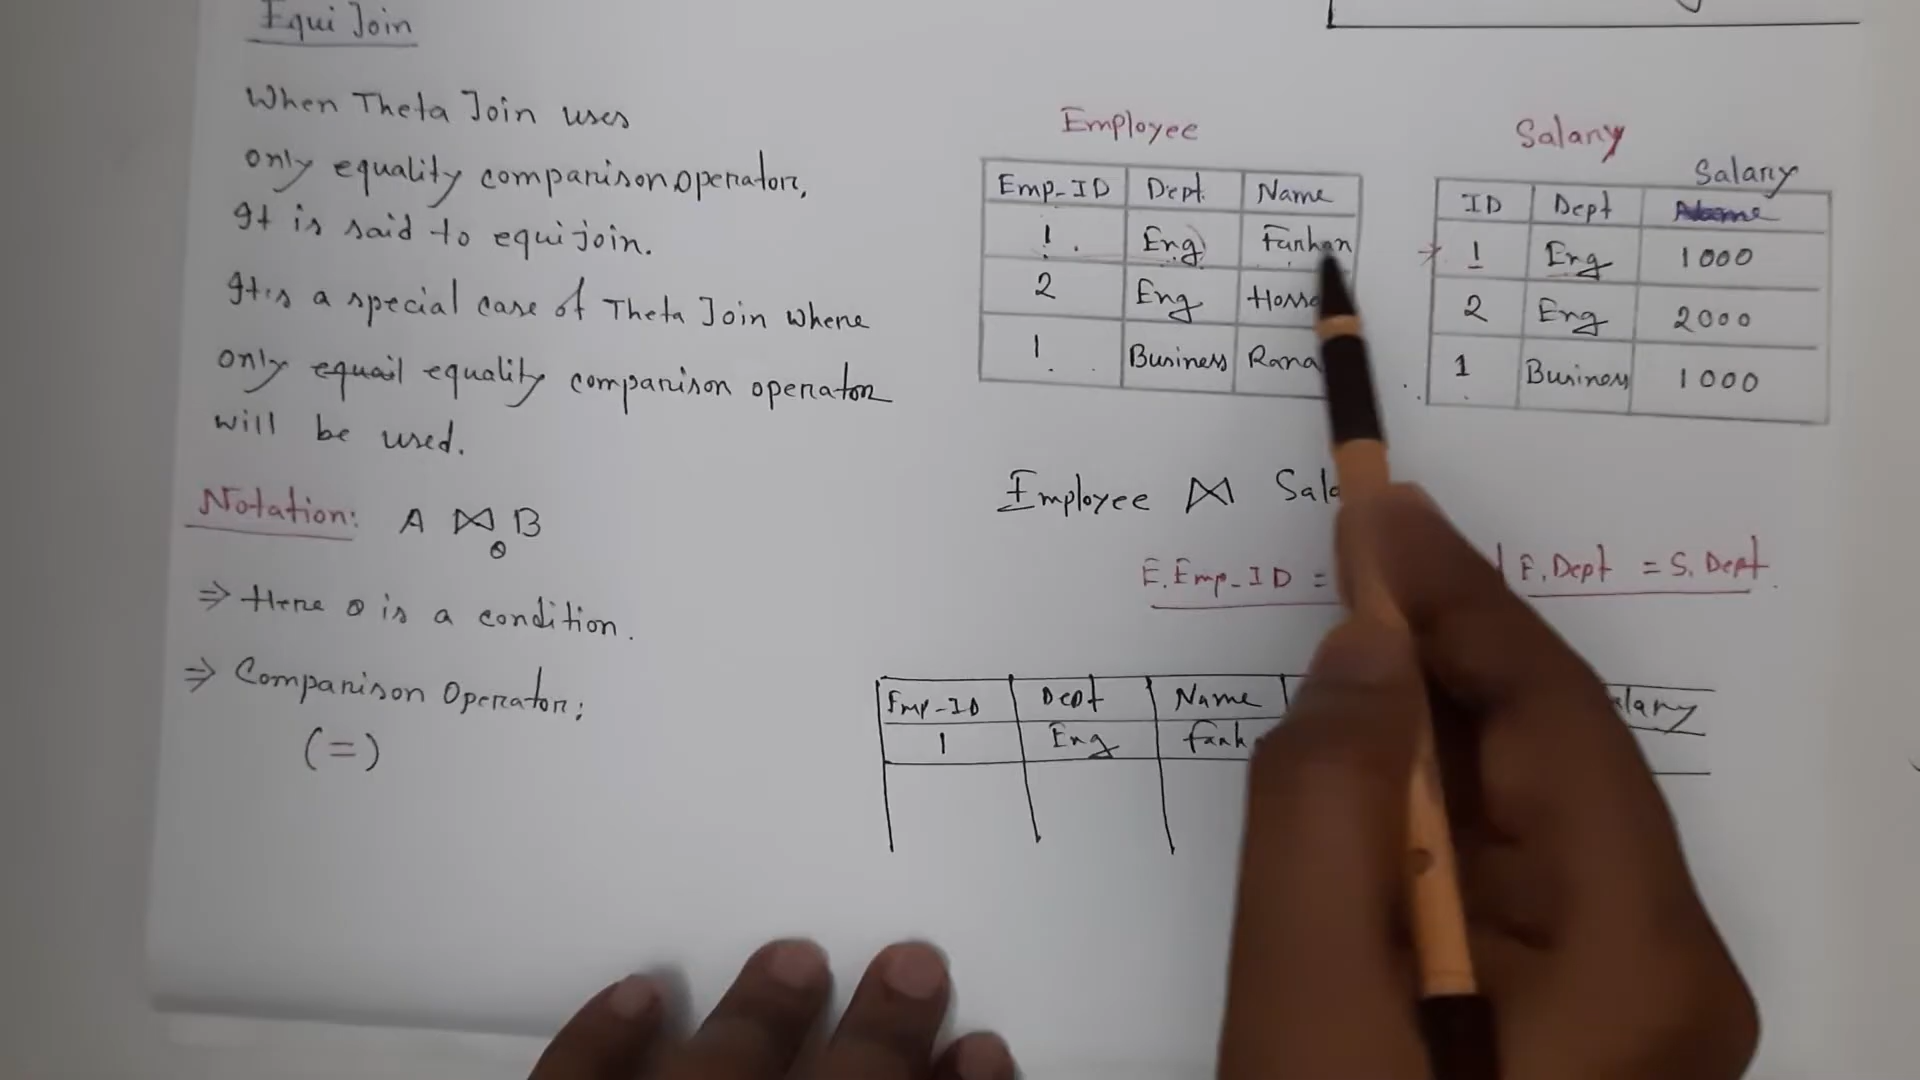 Equi Join
When Theta Join uses
only equality comparison operator,
It is said to equijoin.
It is a special case of Theta Join where
only equail equality comparison operator
will be used.
Notation: A ⋈ B
θ
⇒ Here θ is a condition.
⇒ Comparison Operator:
(=)
Employee
Emp-ID Dept. Name
1 Eng Farhan
2 Eng
1 Business Rana
Salary
Salary
ID Dept
1 Eng 1000
2 Eng 2000
1 Business 1000
Employee ⋈
E.Emp-ID = E.Dept = S.Dept.
Emp-ID Dept Name
1 Eng